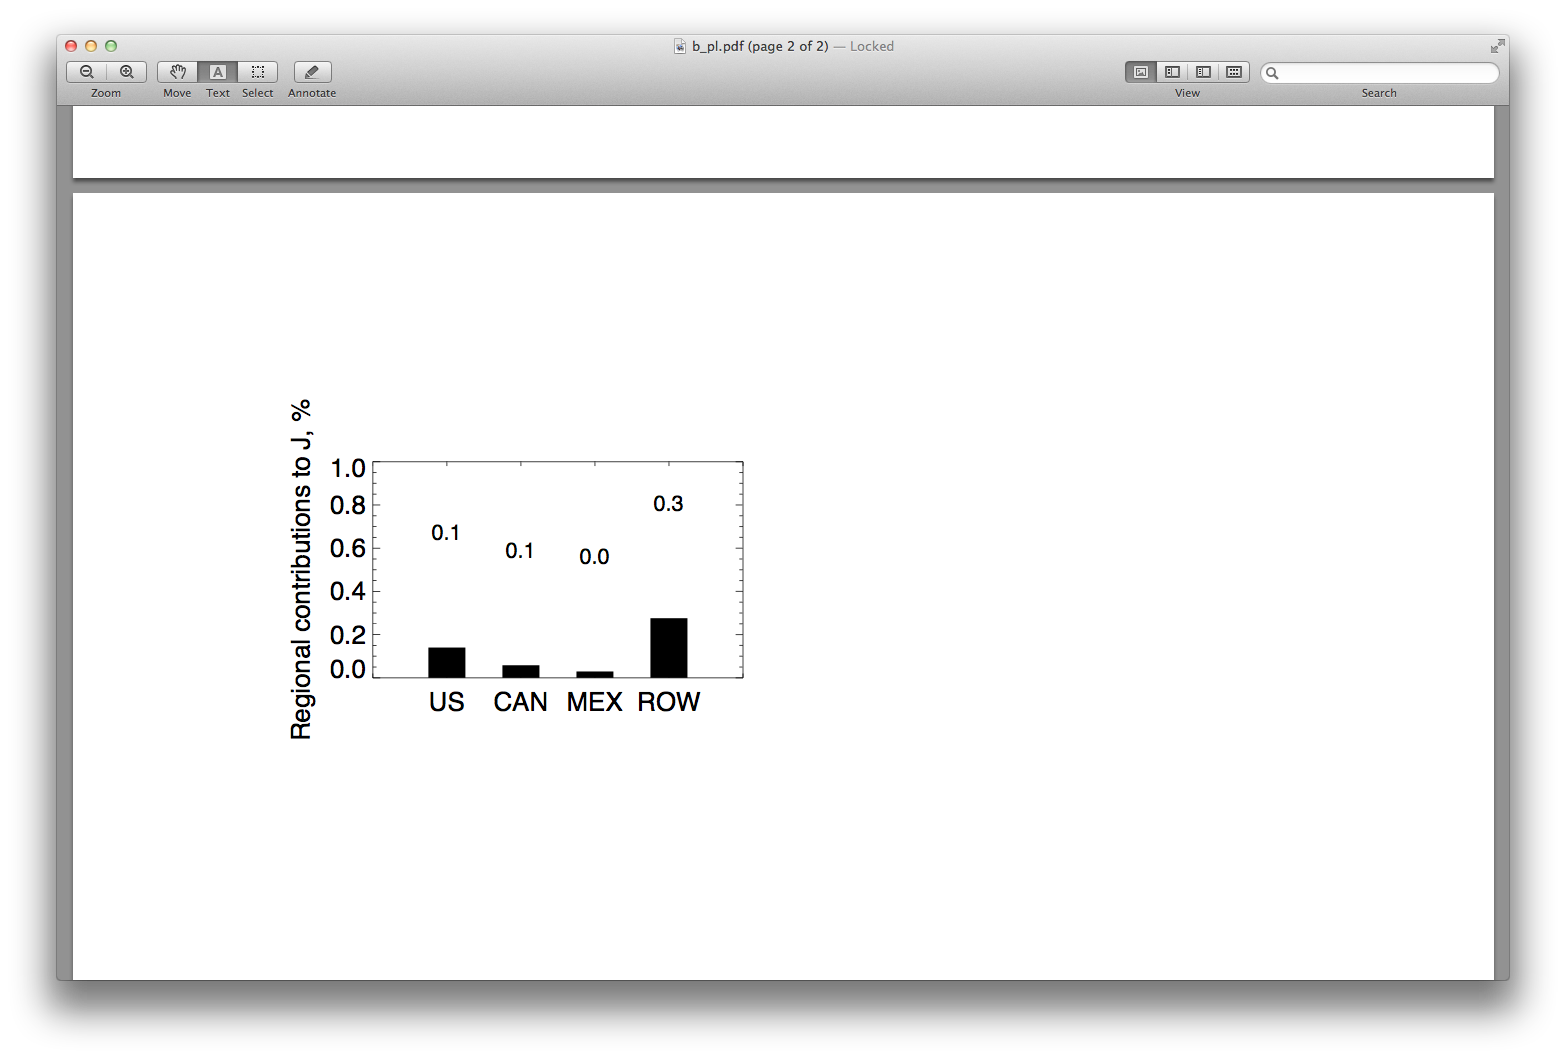 b_pl.pdf (page 2 of 2) — Locked
Zoom Move Text Select Annotate View Search
A
Regional contributions to J, %
1.0
0.8
0.6
0.4
0.2
0.0
0.1
0.1
0.0
0.3
US CAN MEX ROW